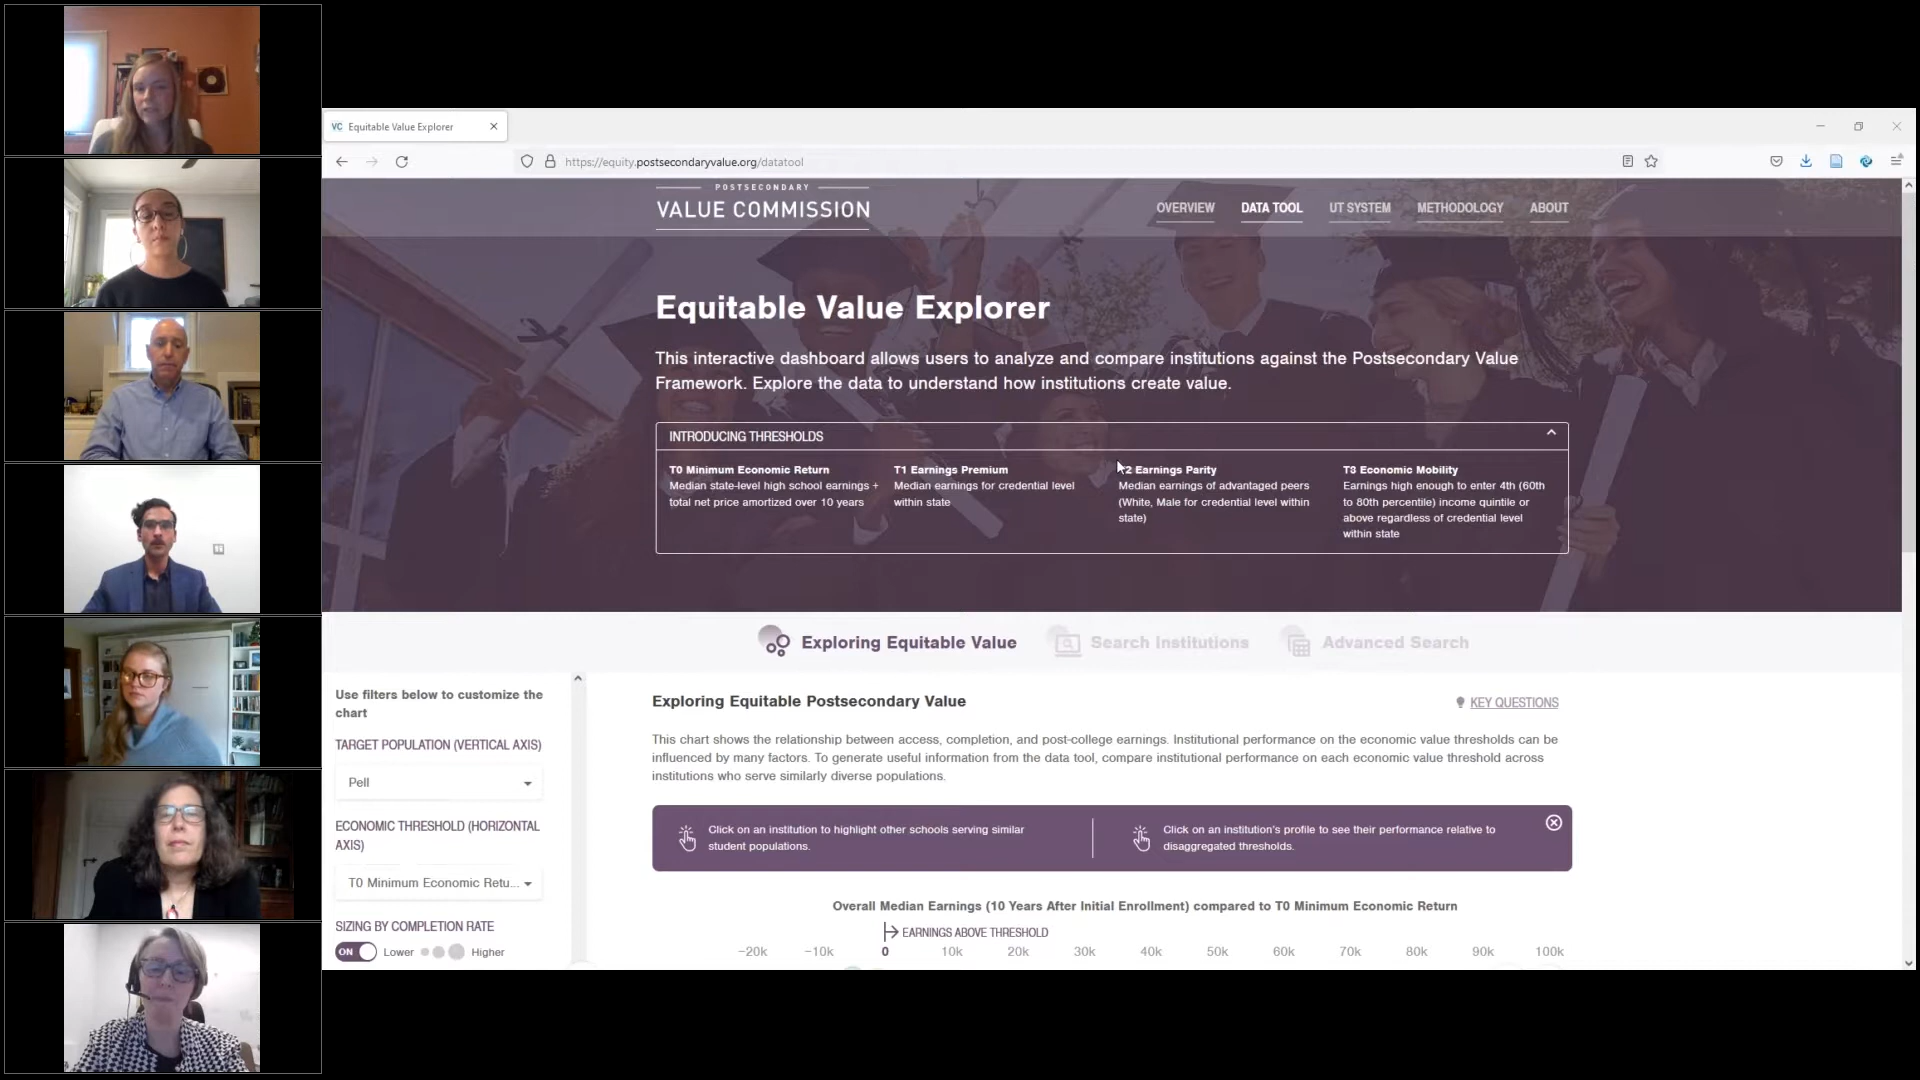 VC Equitable Value Explorer
https://equity.postsecondaryvalue.org/datatool
POSTSECONDARY
VALUE COMMISSION
OVERVIEW
DATA TOOL
UT SYSTEM
METHODOLOGY
ABOUT
Equitable Value Explorer
This interactive dashboard allows users to analyze and compare institutions against the Postsecondary Value
Framework. Explore the data to understand how institutions create value.
INTRODUCING THRESHOLDS
T0 Minimum Economic Return
Median state-level high school earnings +
total net price amortized over 10 years
T1 Earnings Premium
Median earnings for credential level
within state
2 Earnings Parity
Median earnings of advantaged peers
(White, Male for credential level within
state)
T3 Economic Mobility
Earnings high enough to enter 4th (60th
to 80th percentile) income quintile or
above regardless of credential level
within state
Exploring Equitable Value
Search Institutions
Advanced Search
Use filters below to customize the
chart
TARGET POPULATION (VERTICAL AXIS)
Pell
ECONOMIC THRESHOLD (HORIZONTAL
AXIS)
T0 Minimum Economic Retu...
SIZING BY COMPLETION RATE
ON Lower Higher
Exploring Equitable Postsecondary Value
KEY QUESTIONS
This chart shows the relationship between access, completion, and post-college earnings. Institutional performance on the economic value thresholds can be
influenced by many factors. To generate useful information from the data tool, compare institutional performance on each economic value threshold across
institutions who serve similarly diverse populations.
Click on an institution to highlight other schools serving similar
student populations.
Click on an institution's profile to see their performance relative to
disaggregated thresholds.
Overall Median Earnings (10 Years After Initial Enrollment) compared to T0 Minimum Economic Return
EARNINGS ABOVE THRESHOLD
−20k −10k 0 10k 20k 30k 40k 50k 60k 70k 80k 90k 100k